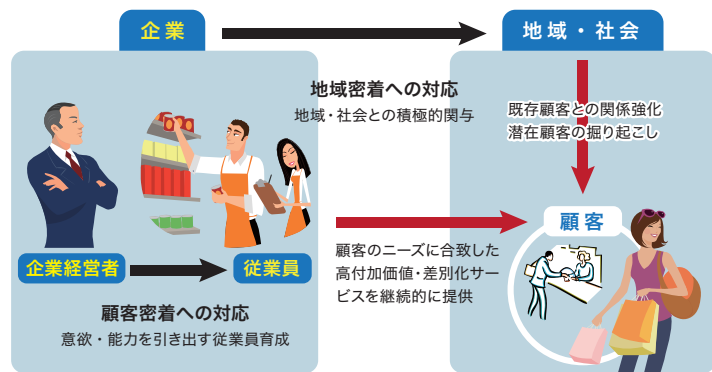 企業
地域・社会
地域密着への対応
地域・社会との積極的関与
既存顧客との関係強化
潜在顧客の掘り起こし
顧客
企業経営者
従業員
顧客のニーズに合致した
高付加価値・差別化サー
ビスを継続的に提供
顧客密着への対応
意欲・能力を引き出す従業員育成